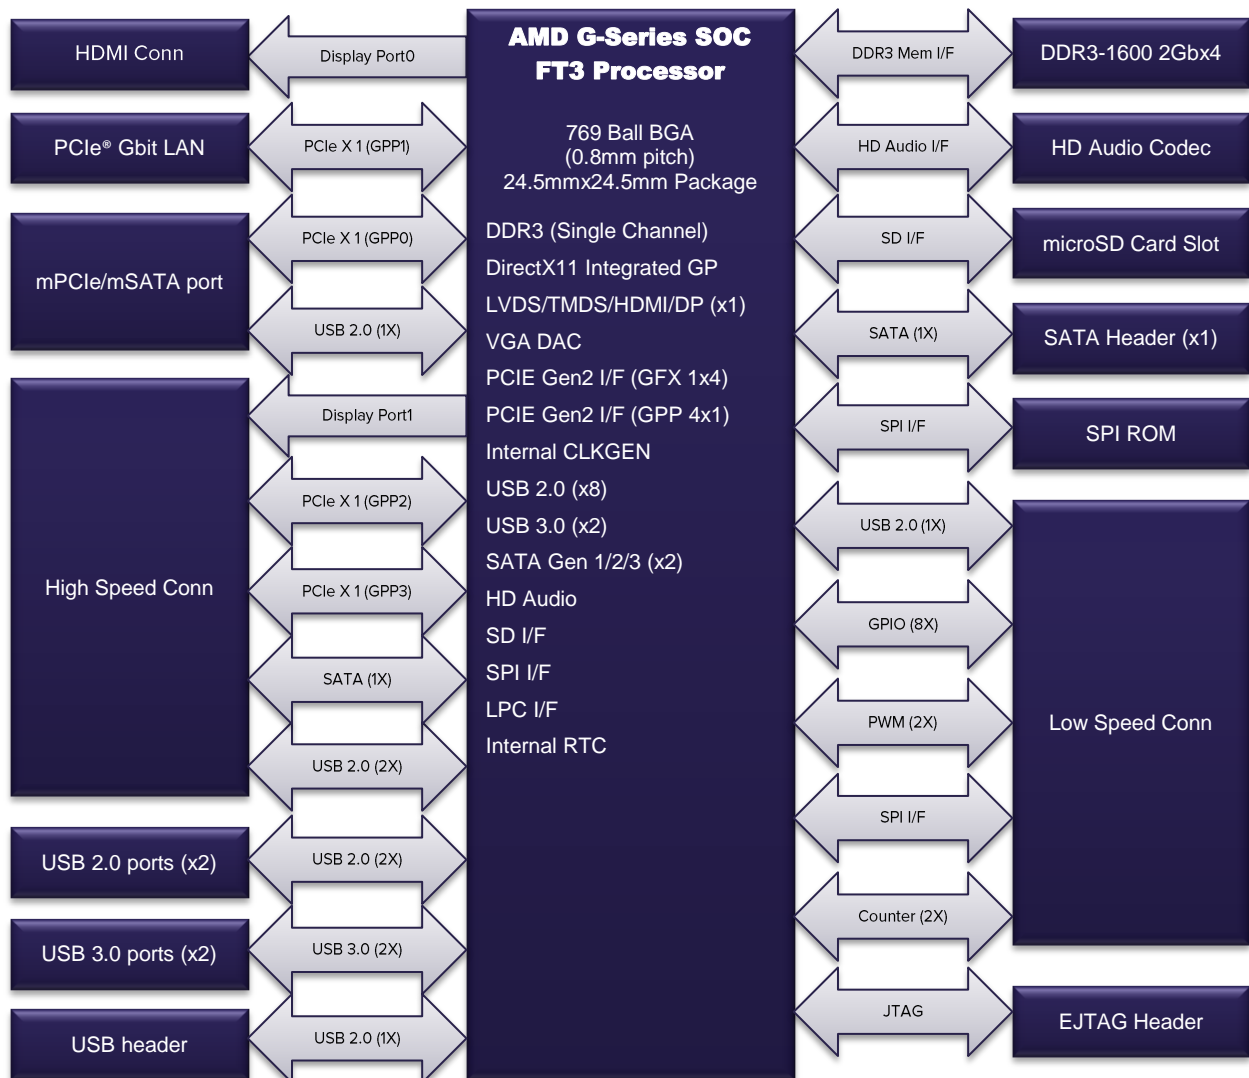 HDMI Conn
PCIe® Gbit LAN
mPCIe/mSATA port
High Speed Conn
USB 2.0 ports (x2)
USB 3.0 ports (x2)
USB header
Display Port0
PCIe X 1 (GPP1)
PCIe X 1 (GPP0)
USB 2.0 (1X)
Display Port1
PCIe X 1 (GPP2)
PCIe X 1 (GPP3)
SATA (1X)
USB 2.0 (2X)
USB 2.0 (2X)
USB 3.0 (2X)
USB 2.0 (1X)
AMD G-Series SOC
FT3 Processor
769 Ball BGA
(0.8mm pitch)
24.5mmx24.5mm Package
DDR3 (Single Channel)
DirectX11 Integrated GP
LVDS/TMDS/HDMI/DP (x1)
VGA DAC
PCIE Gen2 I/F (GFX 1x4)
PCIE Gen2 I/F (GPP 4x1)
Internal CLKGEN
USB 2.0 (x8)
USB 3.0 (x2)
SATA Gen 1/2/3 (x2)
HD Audio
SD I/F
SPI I/F
LPC I/F
Internal RTC
DDR3 Mem I/F
HD Audio I/F
SD I/F
SATA (1X)
SPI I/F
USB 2.0 (1X)
GPIO (8X)
PWM (2X)
SPI I/F
Counter (2X)
JTAG
DDR3-1600 2Gbx4
HD Audio Codec
microSD Card Slot
SATA Header (x1)
SPI ROM
Low Speed Conn
EJTAG Header